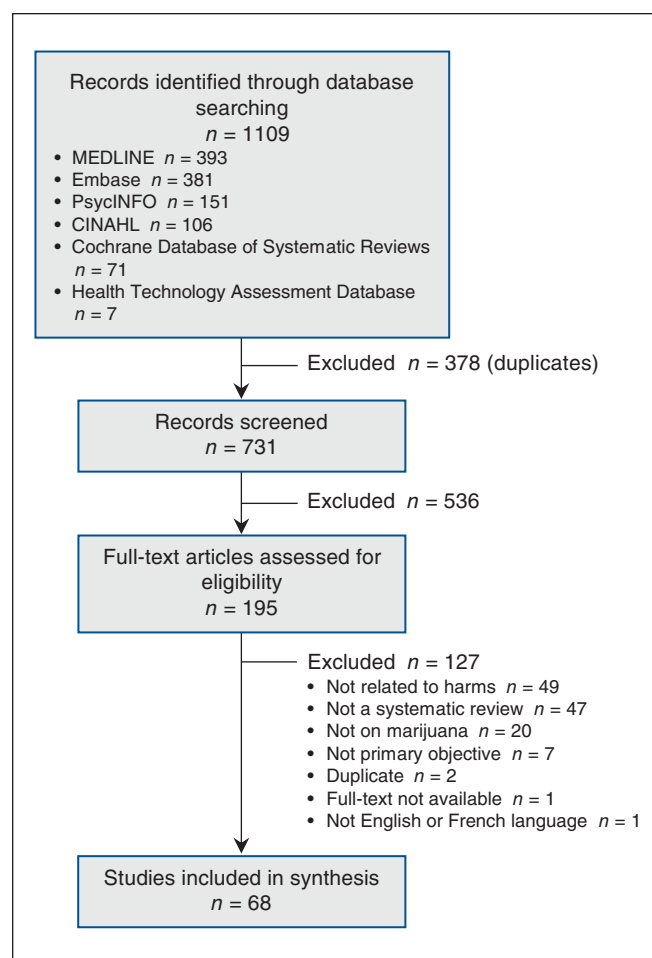 Records identified through database
searching
n = 1109
• MEDLINE n = 393
• Embase n = 381
• PsycINFO n = 151
• CINAHL n = 106
• Cochrane Database of Systematic Reviews
n = 71
• Health Technology Assessment Database
n = 7
Excluded n = 378 (duplicates)
Records screened
n = 731
Excluded n = 536
Full-text articles assessed for
eligibility
n = 195
Excluded n = 127
• Not related to harms n = 49
• Not a systematic review n = 47
• Not on marijuana n = 20
• Not primary objective n = 7
• Duplicate n = 2
• Full-text not available n = 1
• Not English or French language n = 1
Studies included in synthesis
n = 68